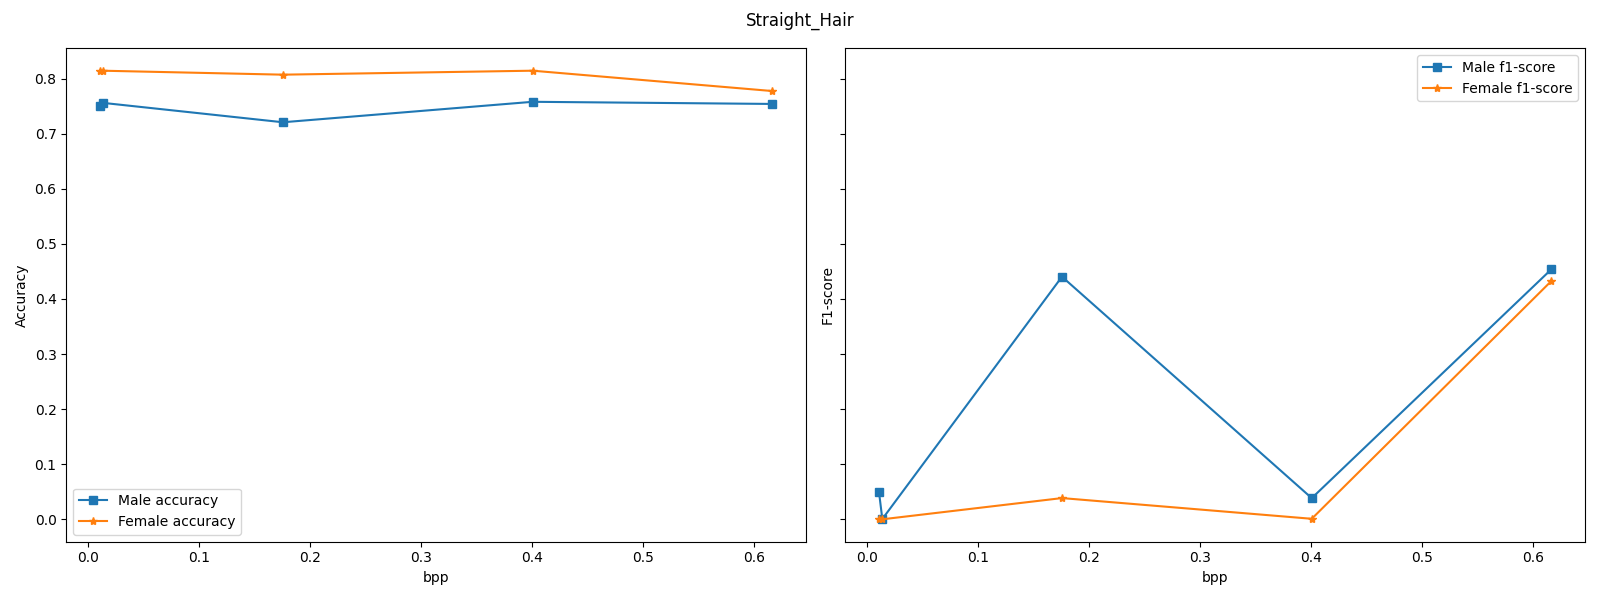 Straight_Hair
Accuracy
0.8
0.7
0.6
0.5
0.4
0.3
0.2
0.1
0.0
Male accuracy
Female accuracy
0.0 0.1 0.2 0.3 0.4 0.5 0.6
bpp
F1-score
Male f1-score
Female f1-score
0.0 0.1 0.2 0.3 0.4 0.5 0.6
bpp